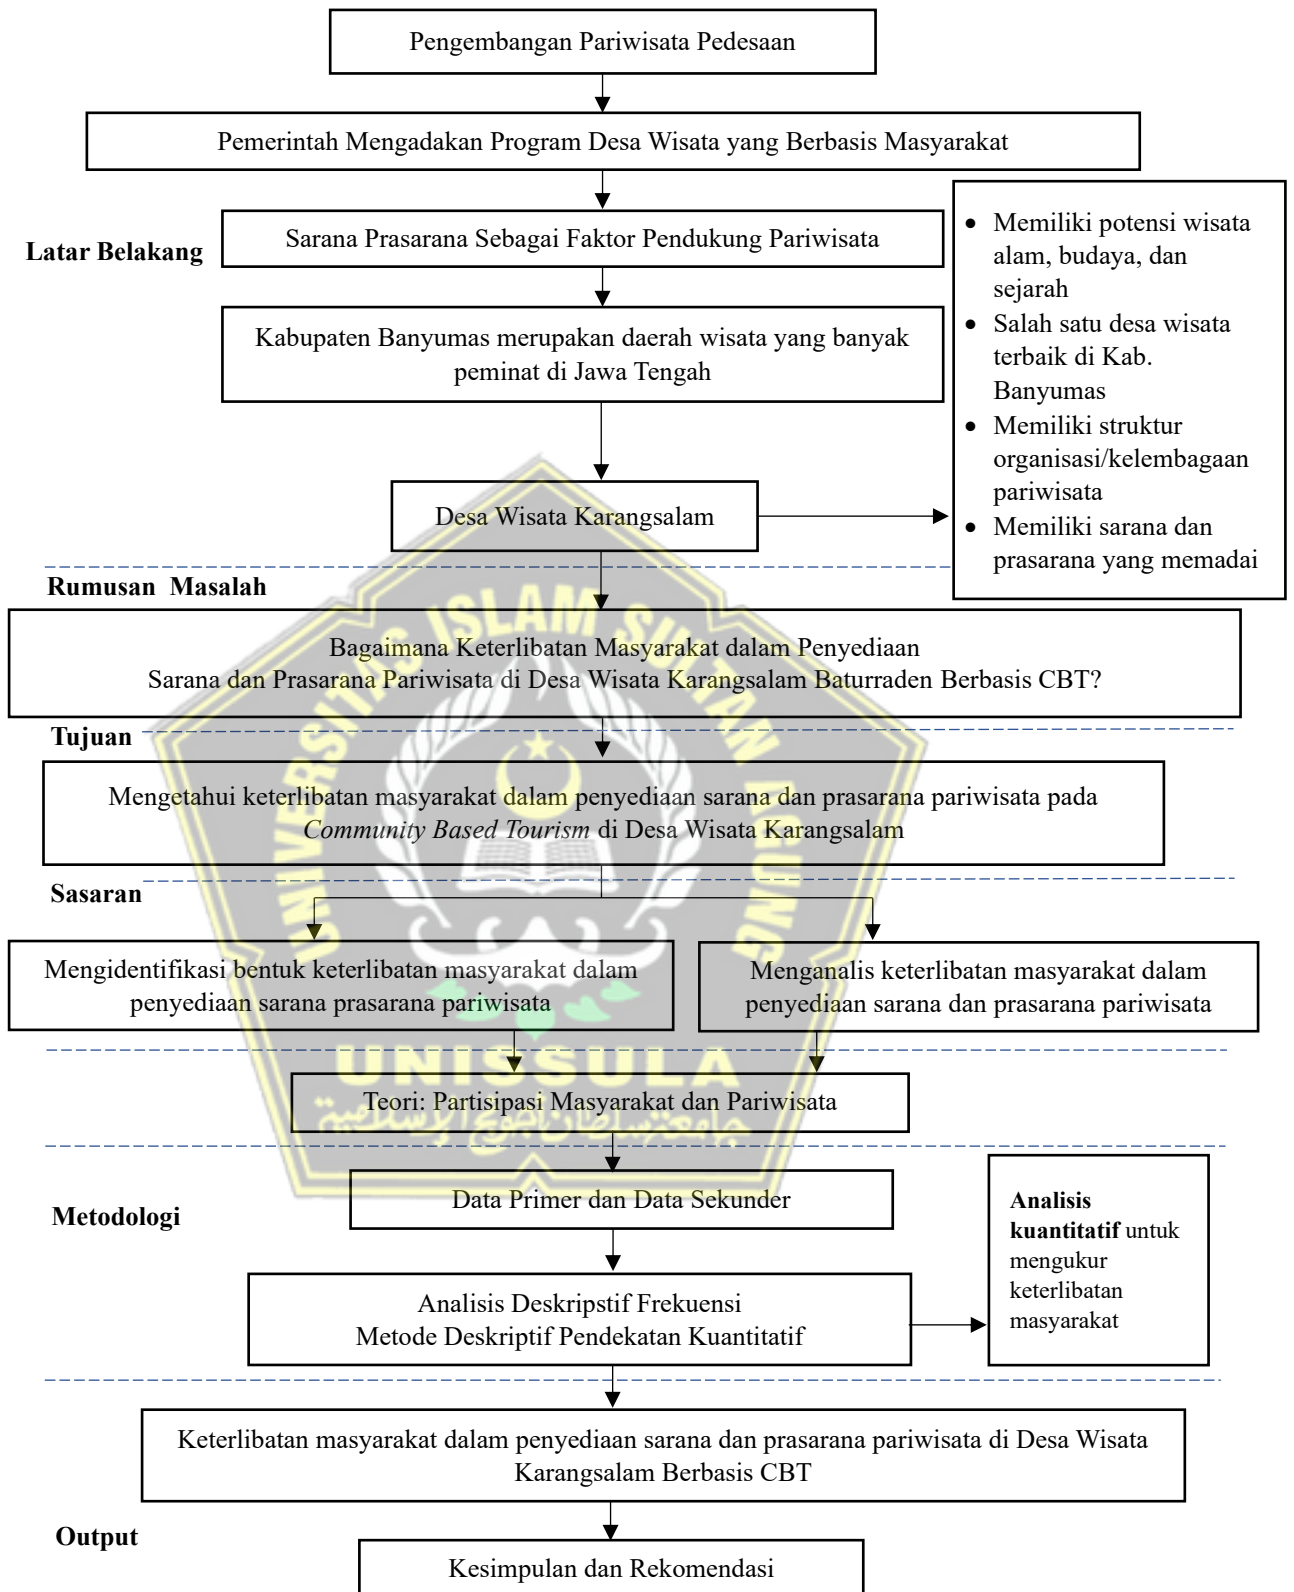 Pengembangan Pariwisata Pedesaan
Pemerintah Mengadakan Program Desa Wisata yang Berbasis Masyarakat
Latar Belakang
Sarana Prasarana Sebagai Faktor Pendukung Pariwisata
Kabupaten Banyumas merupakan daerah wisata yang banyak
peminat di Jawa Tengah
Desa Wisata Karangsalam
• Memiliki potensi wisata
alam, budaya, dan
sejarah
• Salah satu desa wisata
terbaik di Kab.
Banyumas
• Memiliki struktur
organisasi/kelembagaan
pariwisata
• Memiliki sarana dan
prasarana yang memadai
Rumusan Masalah
Bagaimana Keterlibatan Masyarakat dalam Penyediaan
Sarana dan Prasarana Pariwisata di Desa Wisata Karangsalam Baturraden Berbasis CBT?
Tujuan
Mengetahui keterlibatan masyarakat dalam penyediaan sarana dan prasarana pariwisata pada
Community Based Tourism di Desa Wisata Karangsalam
Sasaran
Mengidentifikasi bentuk keterlibatan masyarakat dalam
penyediaan sarana prasarana pariwisata
Menganalis keterlibatan masyarakat dalam
penyediaan sarana dan prasarana pariwisata
Teori: Partisipasi Masyarakat dan Pariwisata
Metodologi
Data Primer dan Data Sekunder
Analisis Deskripstif Frekuensi
Metode Deskriptif Pendekatan Kuantitatif
Analisis
kuantitatif untuk
mengukur
keterlibatan
masyarakat
Keterlibatan masyarakat dalam penyediaan sarana dan prasarana pariwisata di Desa Wisata
Karangsalam Berbasis CBT
Output
Kesimpulan dan Rekomendasi
UNIVERSITAS ISLAM SULTAN AGUNG
UNISSULA
جامعة سلطان أجونج الإسلامية